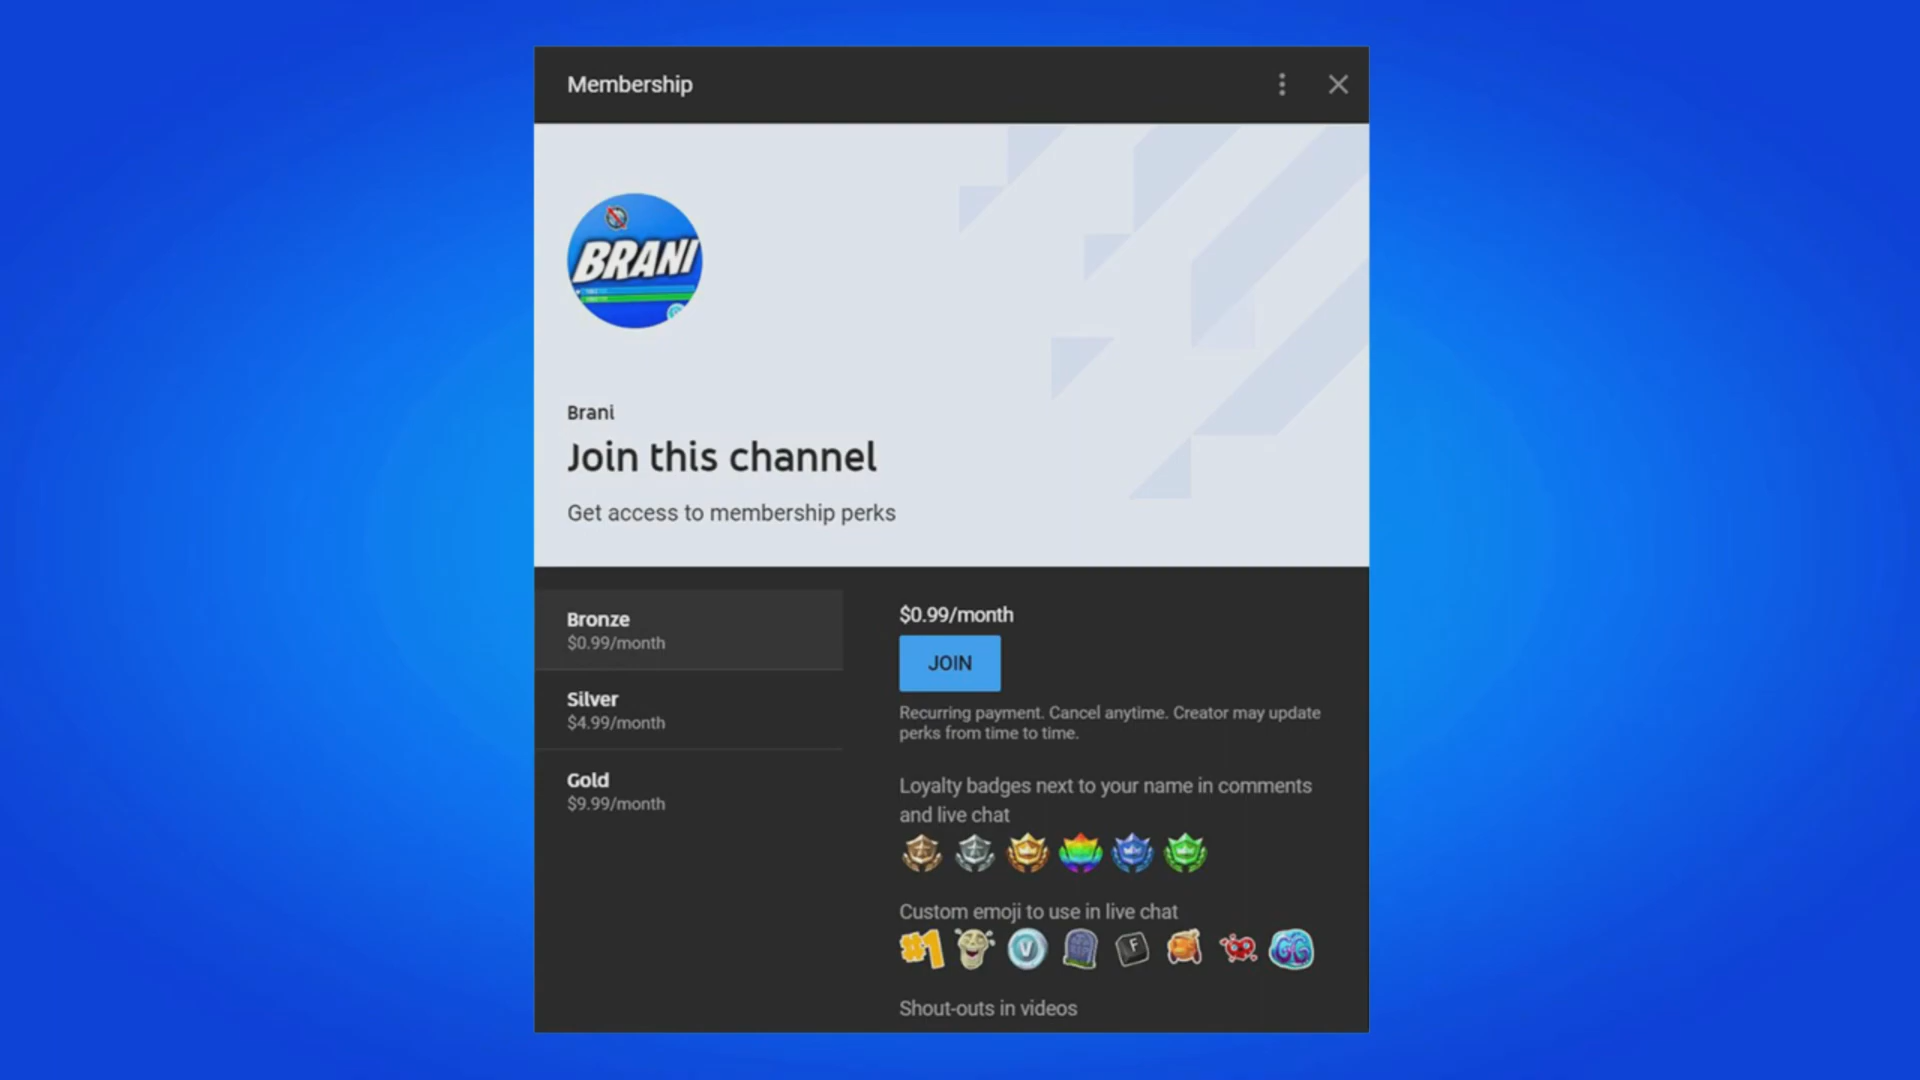 Membership
BRANI
Brani
Join this channel
Get access to membership perks
Bronze
$0.99/month
Silver
$4.99/month
Gold
$9.99/month
$0.99/month
JOIN
Recurring payment. Cancel anytime. Creator may update
perks from time to time.
Loyalty badges next to your name in comments
and live chat
Custom emoji to use in live chat
#1 V F GG
Shout-outs in videos